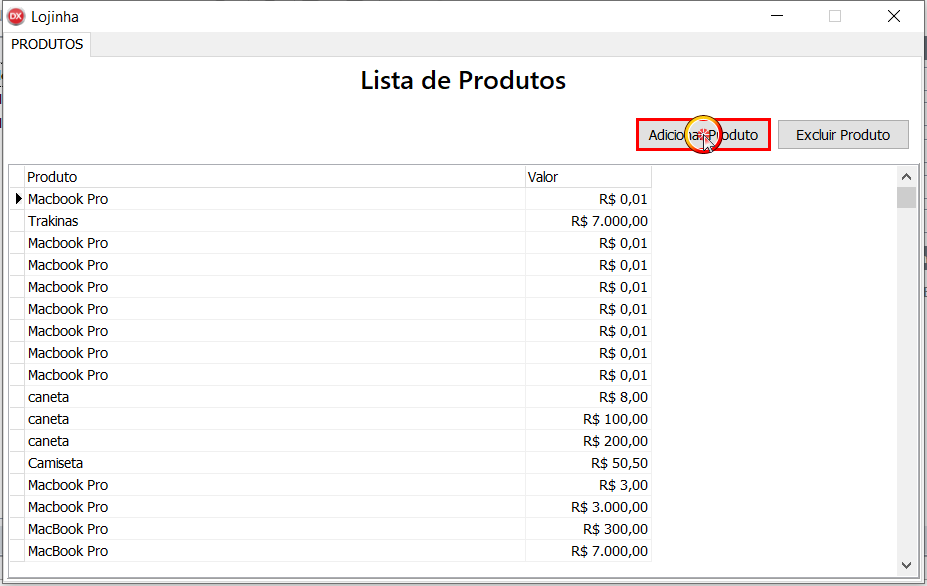 DX Lojinha
PRODUTOS
Lista de Produtos
Adicionar Produto Excluir Produto
Produto Valor
Macbook Pro R$ 0,01
Trakinas R$ 7.000,00
Macbook Pro R$ 0,01
Macbook Pro R$ 0,01
Macbook Pro R$ 0,01
Macbook Pro R$ 0,01
Macbook Pro R$ 0,01
Macbook Pro R$ 0,01
Macbook Pro R$ 0,01
caneta R$ 8,00
caneta R$ 100,00
caneta R$ 200,00
Camiseta R$ 50,50
Macbook Pro R$ 3,00
Macbook Pro R$ 3.000,00
MacBook Pro R$ 300,00
MacBook Pro R$ 7.000,00